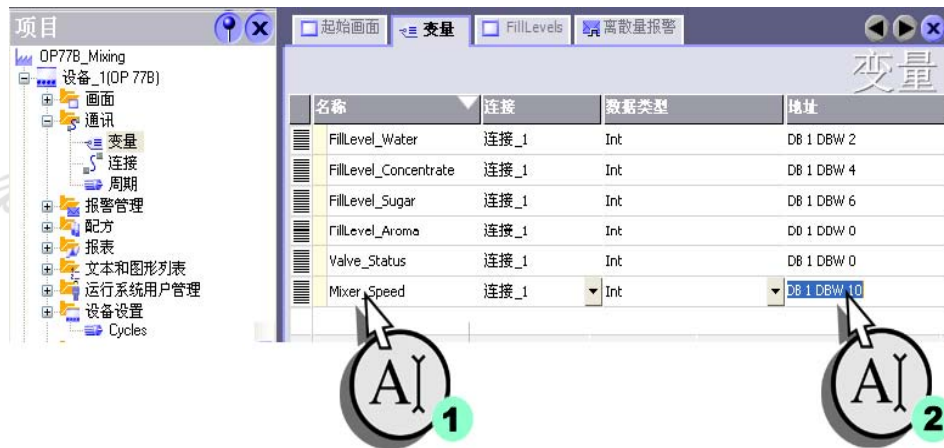 项目
OP77B_Mixing
设备_1(OP 77B)
画面
通讯
变量
连接
周期
报警管理
配方
报表
文本和图形列表
运行系统用户管理
设备设置
Cycles
起始画面 变量 FillLevels 离散量报警
变量
名称 连接 数据类型 地址
FillLevel_Water 连接_1 Int DB 1 DBW 2
FillLevel_Concentrate 连接_1 Int DB 1 DBW 4
FillLevel_Sugar 连接_1 Int DB 1 DBW 6
FillLevel_Aroma 连接_1 Int DB 1 DBW
Valve_Status 连接_1 Int DB 1 DBW 0
Mixer_Speed 连接_1 Int DB 1 DBW 10
A 1
A 2